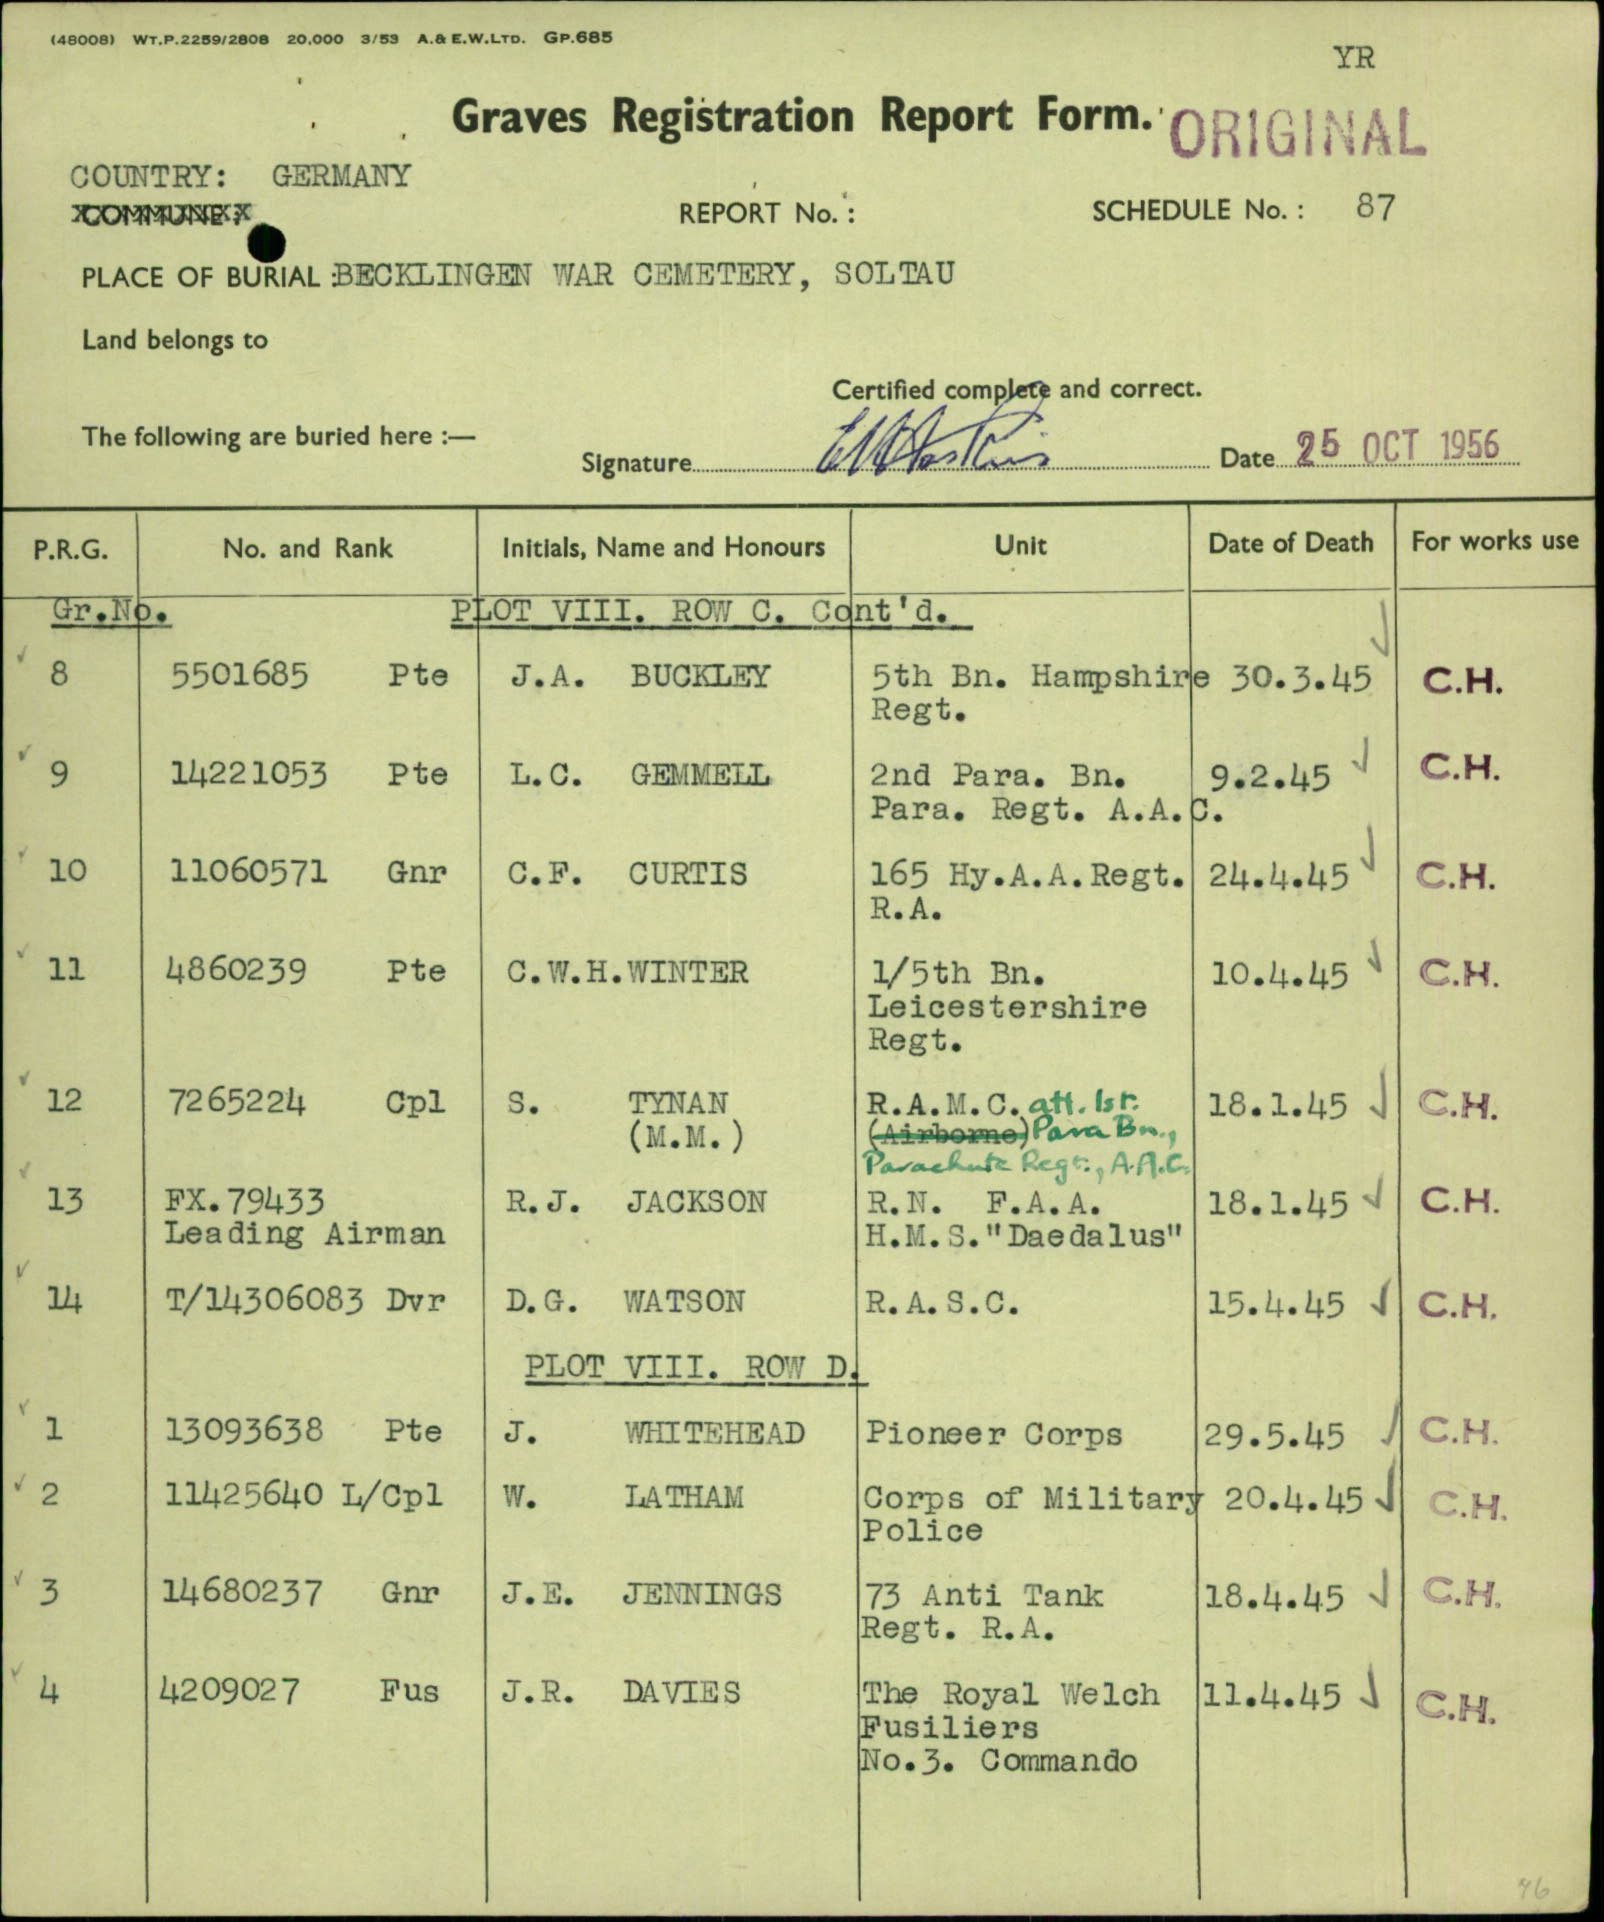 (48008) WT.P.2259/2808 20,000 3/53 A.& E.W.LTD. GP.685
YR
Graves Registration Report Form.
ORIGINAL
COUNTRY: GERMANY
COMMUNE:
REPORT No. :
SCHEDULE No. : 87
PLACE OF BURIAL :BECKLINGEN WAR CEMETERY, SOLTAU
Land belongs to
Certified complete and correct.
The following are buried here :—
Signature
Date 25 OCT 1956
P.R.G. No. and Rank Initials, Name and Honours Unit Date of Death For works use
Gr.No. PLOT VIII. ROW C. Cont'd.
8 5501685 Pte J.A. BUCKLEY 5th Bn. Hampshire 30.3.45 C.H.
Regt.
9 14221053 Pte L.C. GEMMELL 2nd Para. Bn. 9.2.45 C.H.
Para. Regt. A.A.C.
10 11060571 Gnr C.F. CURTIS 165 Hy.A.A.Regt. 24.4.45 C.H.
R.A.
11 4860239 Pte C.W.H.WINTER 1/5th Bn. 10.4.45 C.H.
Leicestershire
Regt.
12 7265224 Cpl S. TYNAN R.A.M.C. att. 1st. 18.1.45 C.H.
(M.M.) (Airborne) Para Bn.,
Parachute Regt., A.A.C.
13 FX.79433 R.J. JACKSON R.N. F.A.A. 18.1.45 C.H.
Leading Airman H.M.S."Daedalus"
14 T/14306083 Dvr D.G. WATSON R.A.S.C. 15.4.45 C.H.
PLOT VIII. ROW D.
1 13093638 Pte J. WHITEHEAD Pioneer Corps 29.5.45 C.H.
2 11425640 L/Cpl W. LATHAM Corps of Military 20.4.45 C.H.
Police
3 14680237 Gnr J.E. JENNINGS 73 Anti Tank 18.4.45 C.H.
Regt. R.A.
4 4209027 Fus J.R. DAVIES The Royal Welch 11.4.45 C.H.
Fusiliers
No.3. Commando